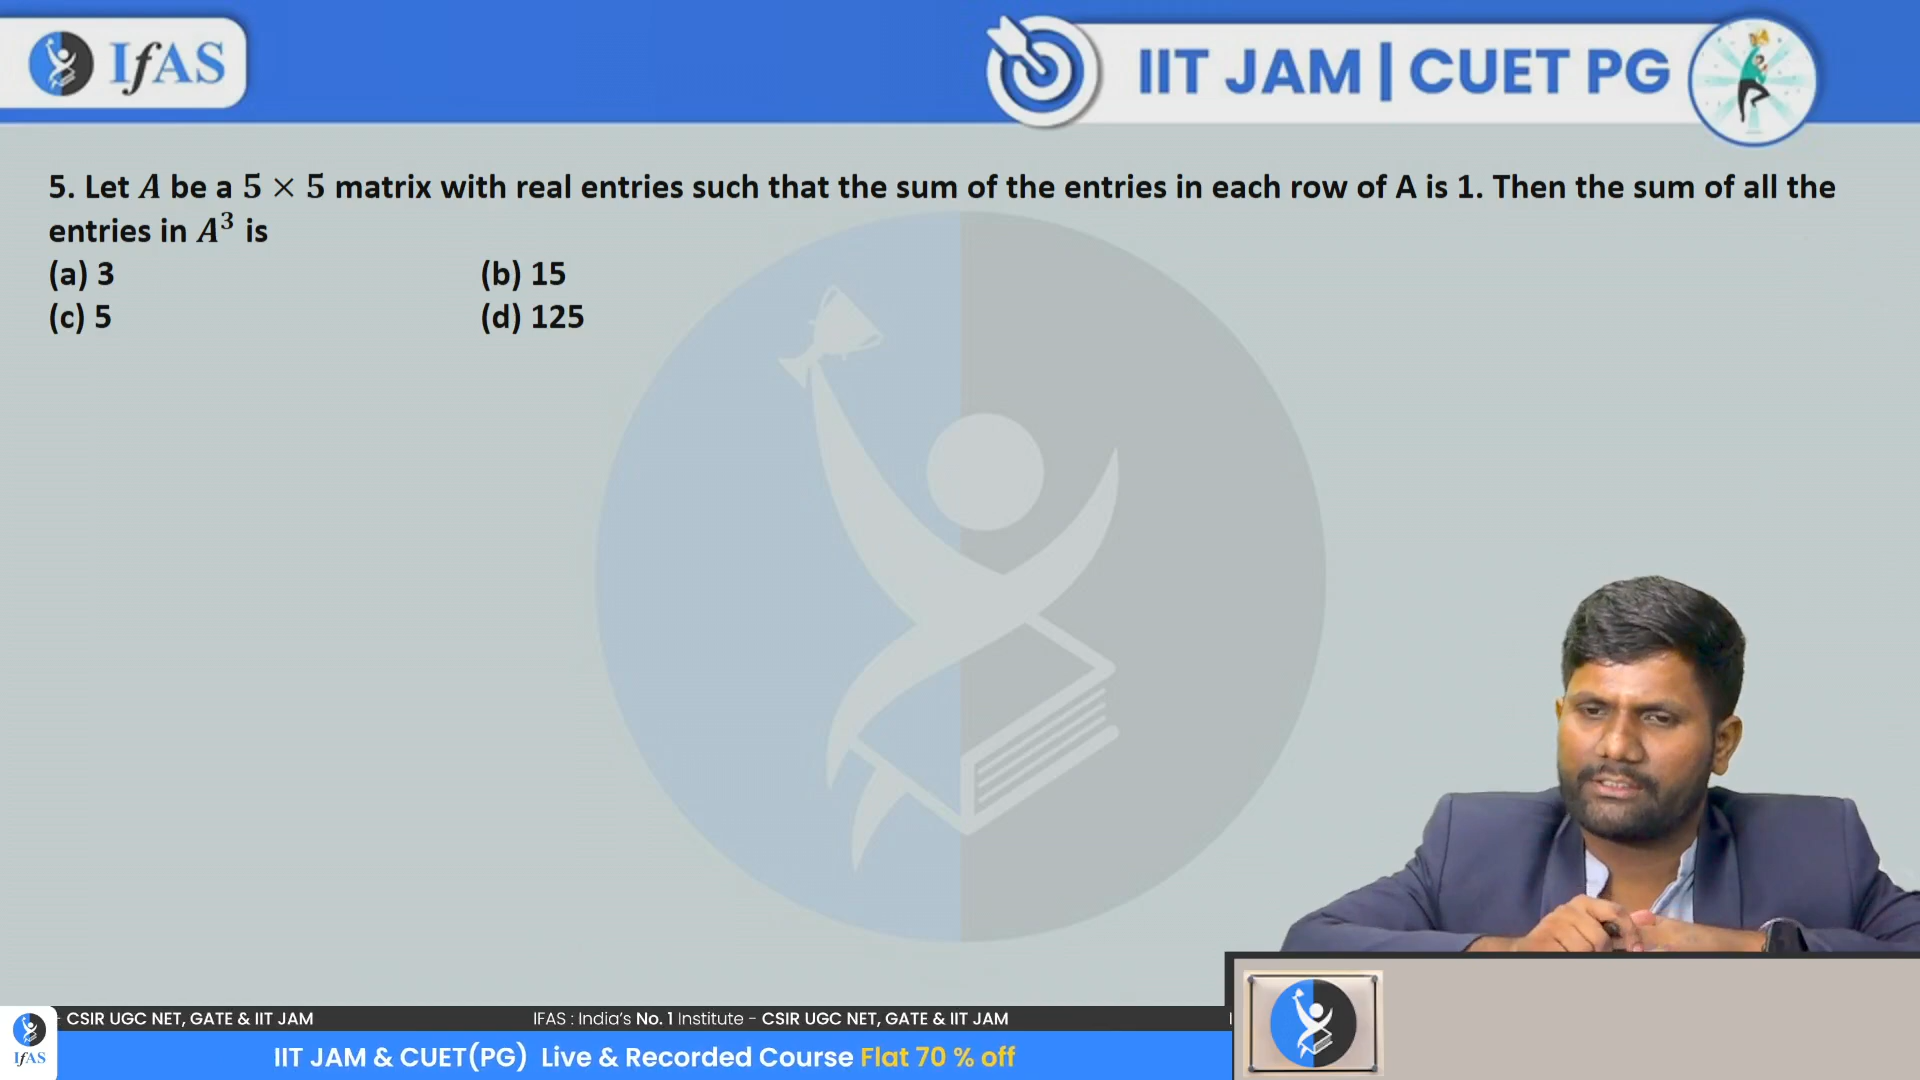 IfAS
IIT JAM | CUET PG
5. Let A be a 5 × 5 matrix with real entries such that the sum of the entries in each row of A is 1. Then the sum of all the
entries in A³ is
(a) 3 (b) 15
(c) 5 (d) 125
- CSIR UGC NET, GATE & IIT JAM IFAS : India's No. 1 Institute - CSIR UGC NET, GATE & IIT JAM
IfAS
IIT JAM & CUET(PG) Live & Recorded Course Flat 70 % off